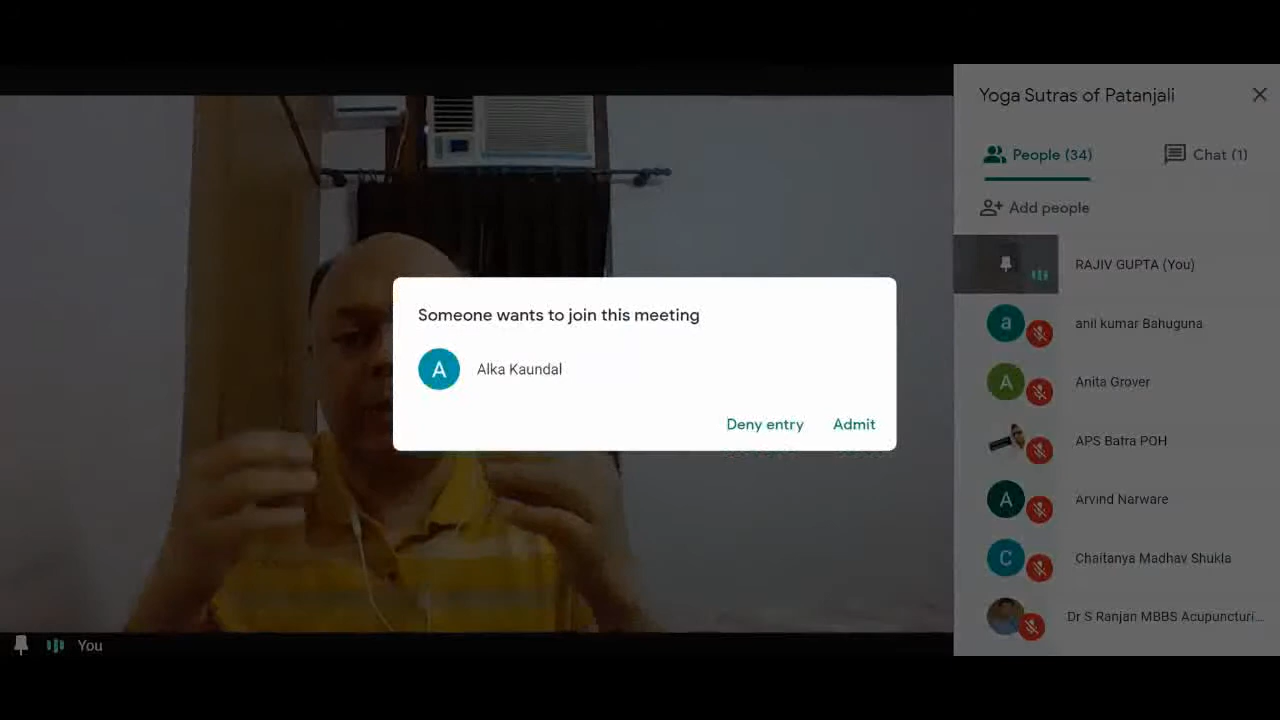 Yoga Sutras of Patanjali
People (34)
Chat (1)
Add people
RAJIV GUPTA (You)
a
anil kumar Bahuguna
A
Anita Grover
APS Batra POH
A
Arvind Narware
C
Chaitanya Madhav Shukla
Dr S Ranjan MBBS Acupuncturi...
Someone wants to join this meeting
A
Alka Kaundal
Deny entry
Admit
You